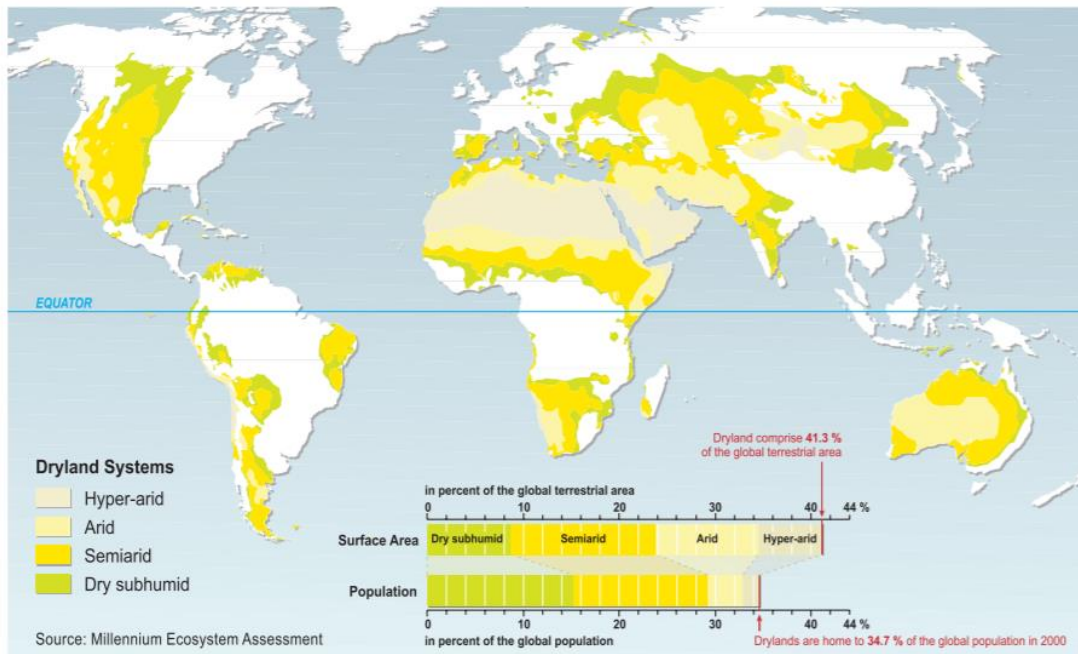 EQUATOR
Dryland Systems
Hyper-arid
Arid
Semiarid
Dry subhumid
Source: Millennium Ecosystem Assessment
Dryland comprise 41.3 %
of the global terrestrial area
in percent of the global terrestrial area
0 10 20 30 40 44 %
Surface Area Dry subhumid Semiarid Arid Hyper-arid
Population
0 10 20 30 40 44 %
in percent of the global population
Drylands are home to 34.7 % of the global population in 2000